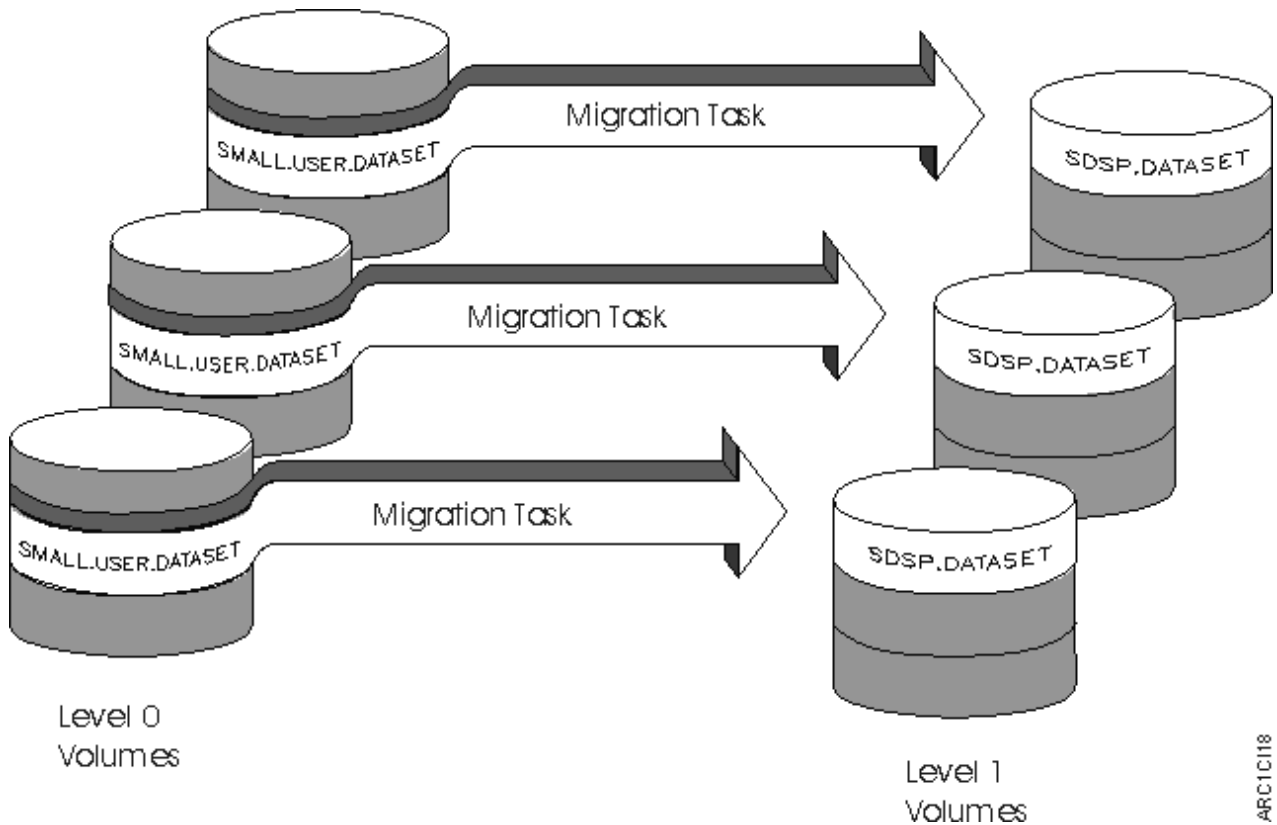 SMALL.USER.DATASET
Migration Task
SDSP.DATASET
SMALL.USER.DATASET
Migration Task
SDSP.DATASET
SMALL.USER.DATASET
Migration Task
SDSP.DATASET
Level 0
Volumes
Level 1
Volumes
ARC1CI18